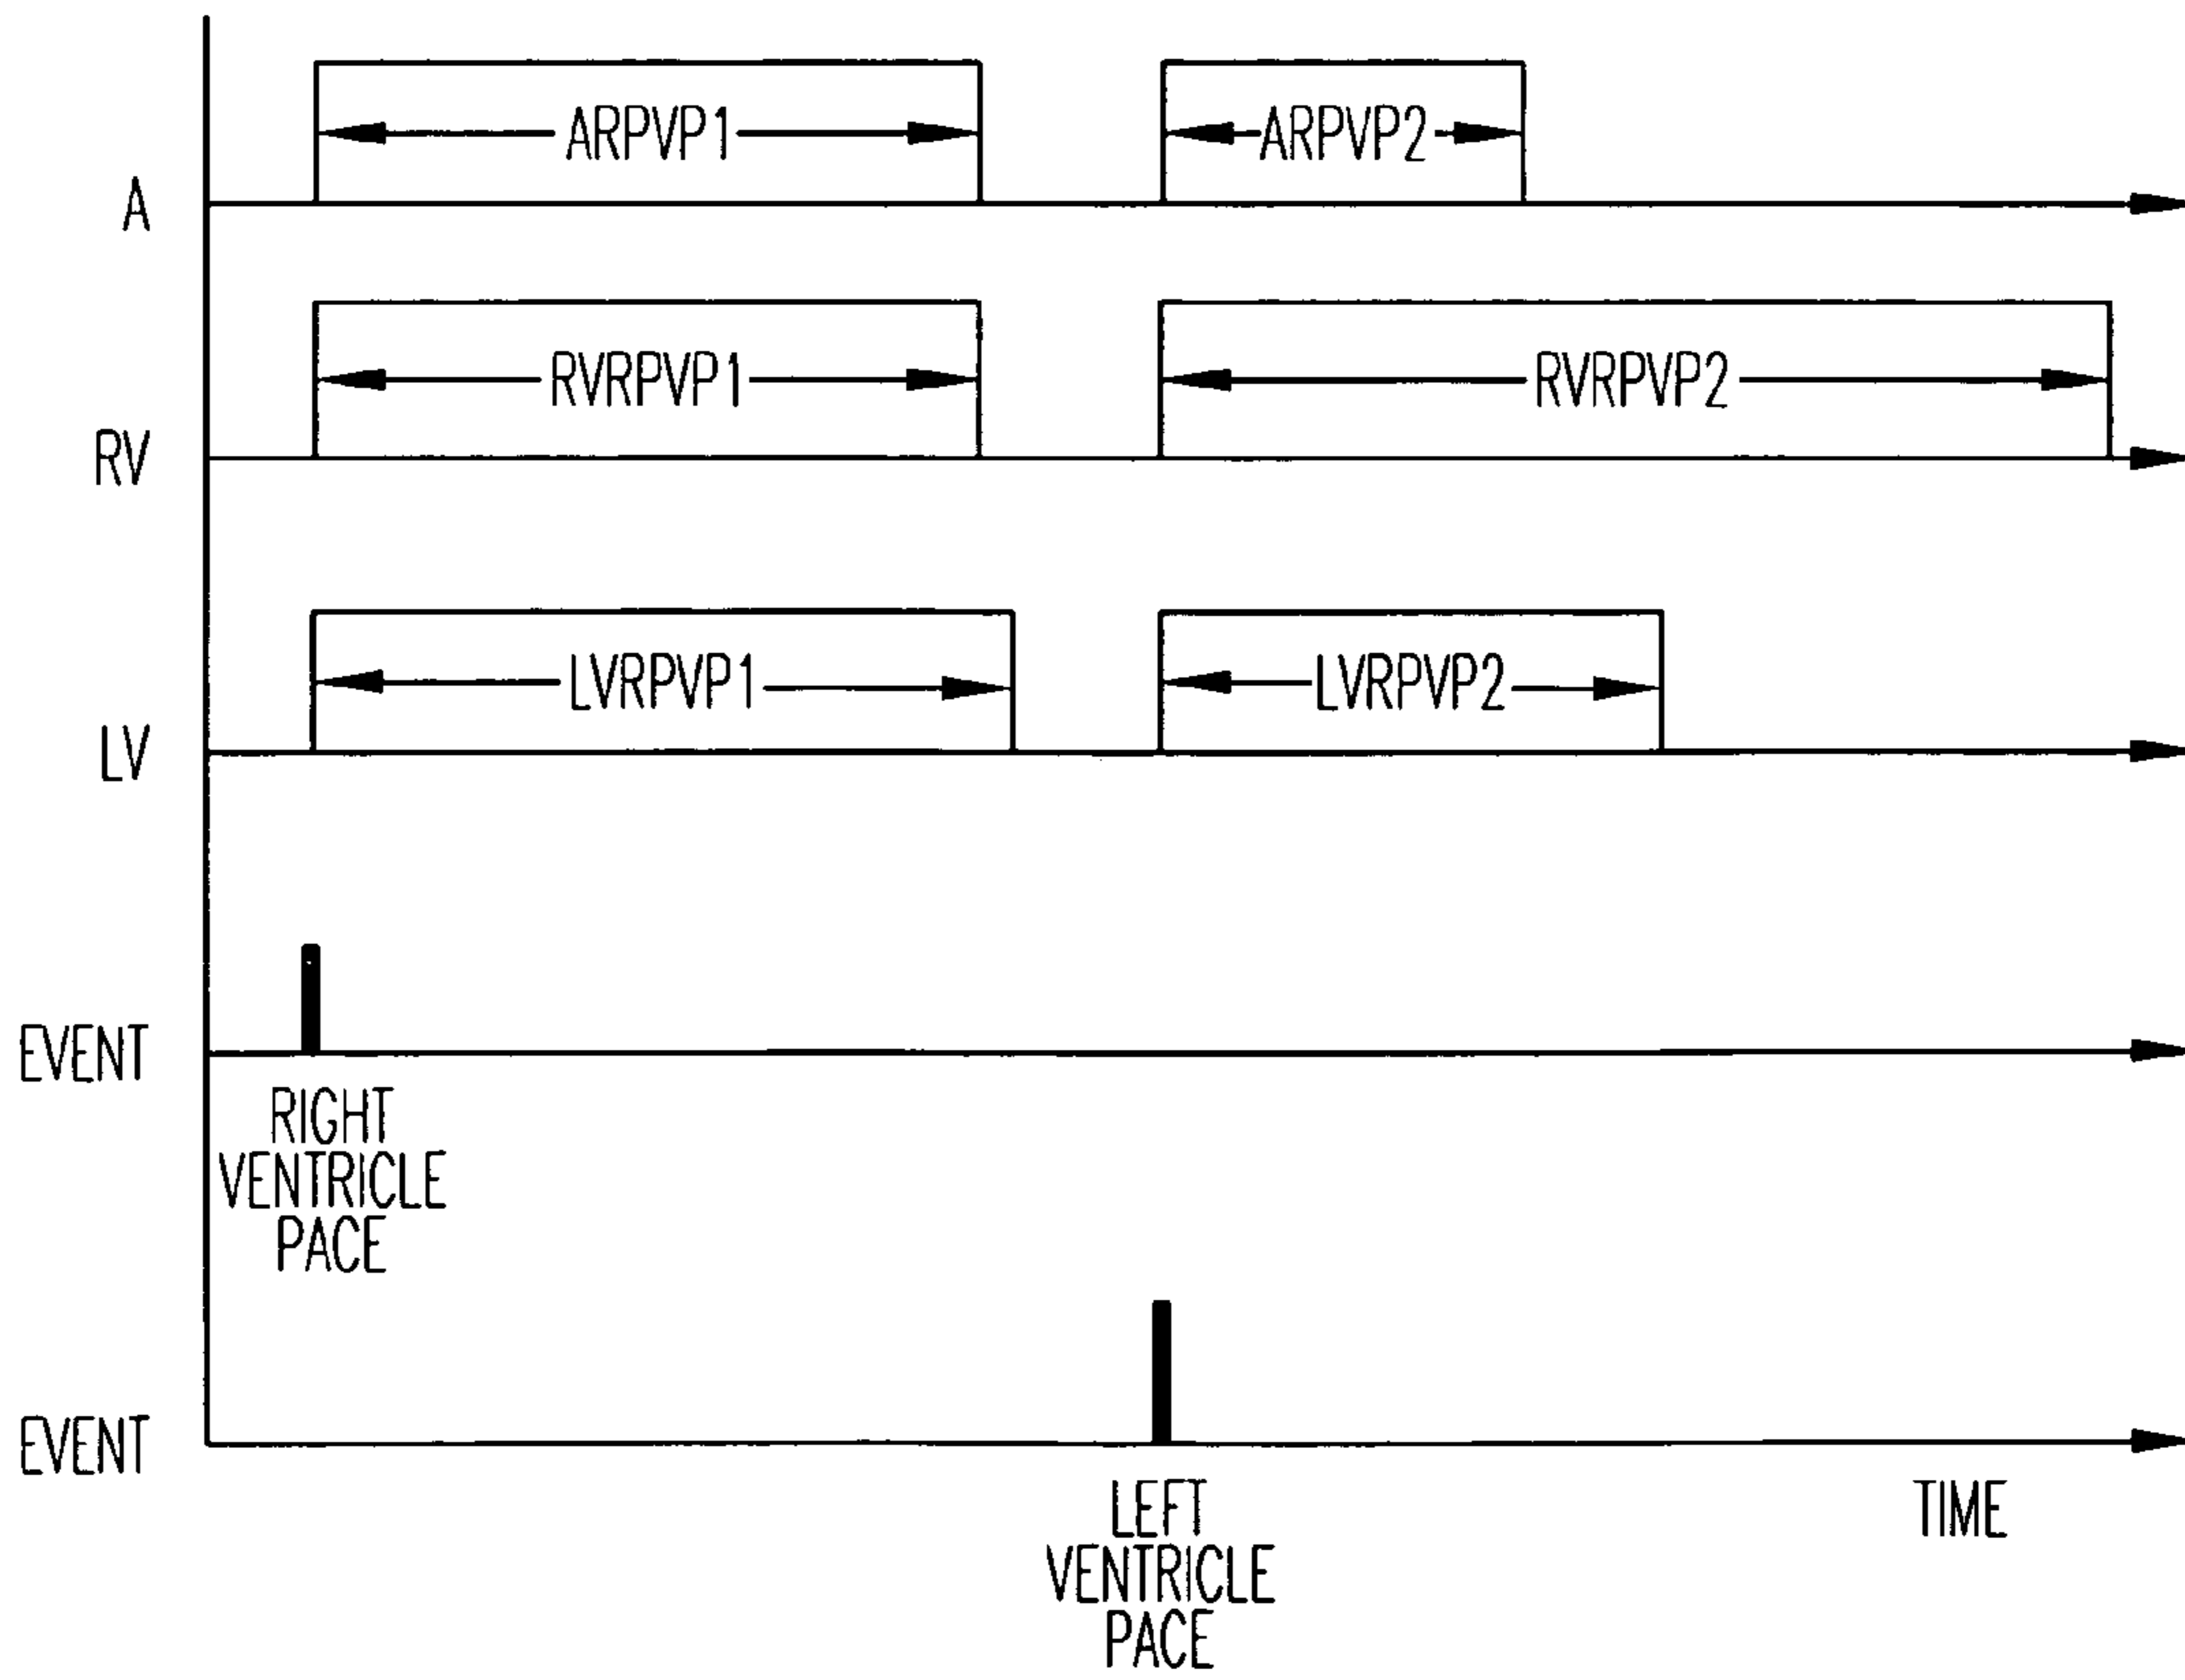 ARPVP1 ARPVP2
A
RVRPVP1 RVRPVP2
RV
LVRPVP1 LVRPVP2
LV
EVENT
RIGHT
VENTRICLE
PACE
EVENT
LEFT
VENTRICLE
PACE
TIME